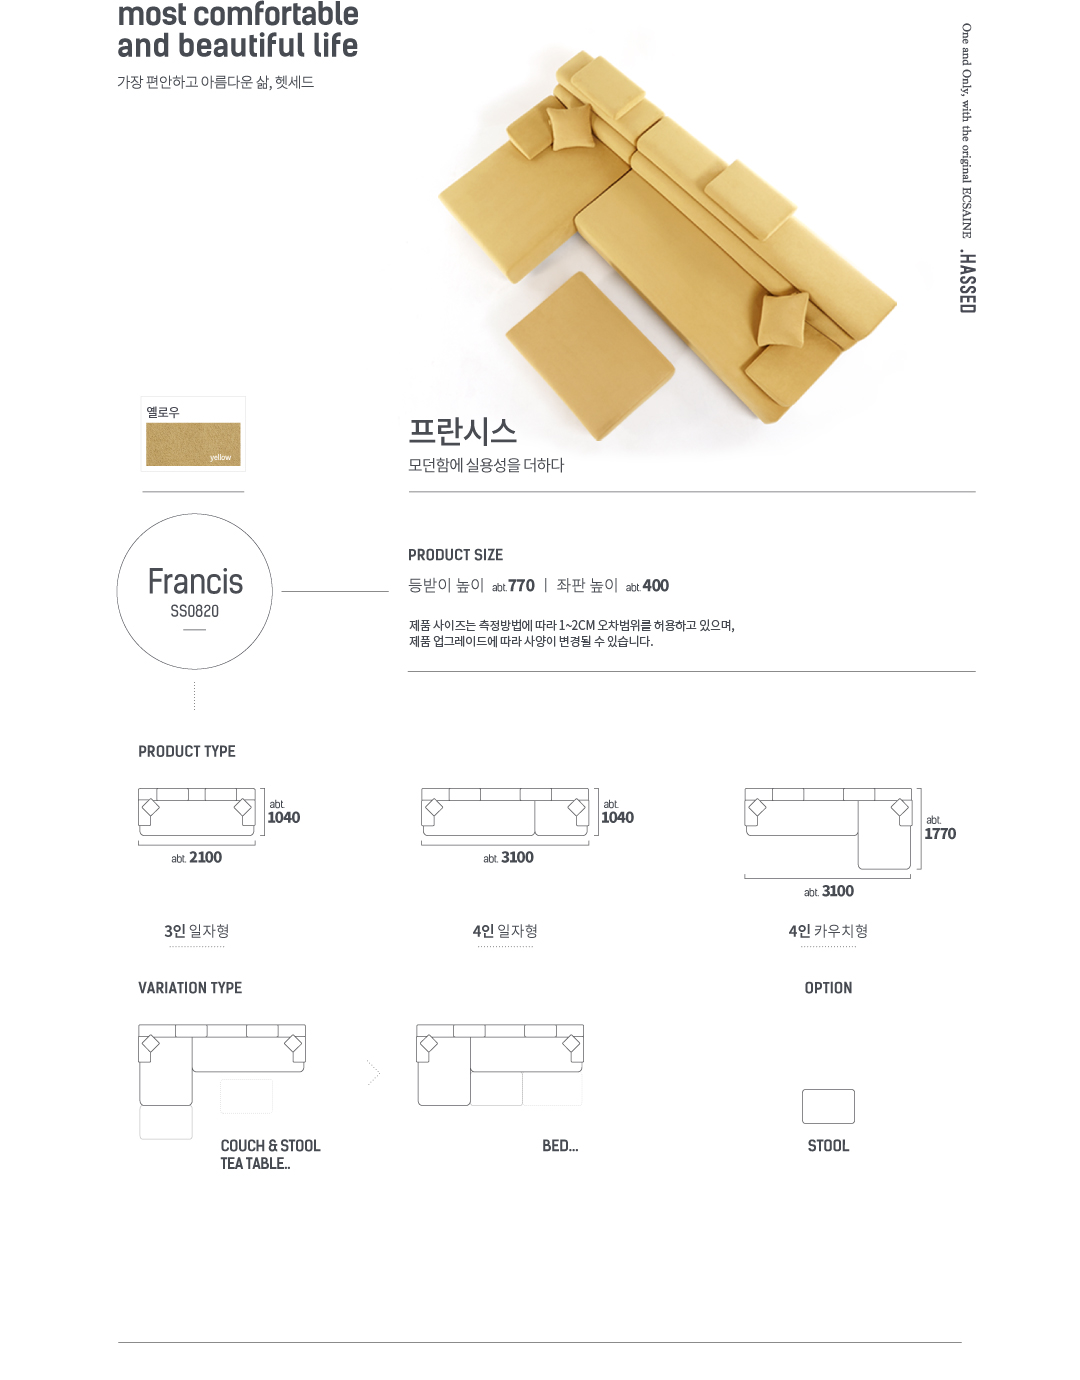 most comfortable
and beautiful life
가장 편안하고 아름다운 삶, 헷세드
One and Only, with the original ECSAINE .HASSED
옐로우
yellow
프란시스
모던함에 실용성을 더하다
Francis
SS0820
PRODUCT SIZE
등받이 높이 abt. 770 | 좌판 높이 abt. 400
제품 사이즈는 측정방법에 따라 1~2CM 오차범위를 허용하고 있으며,
제품 업그레이드에 따라 사양이 변경될 수 있습니다.
PRODUCT TYPE
abt.
1040
abt. 2100
3인 일자형
abt.
1040
abt. 3100
4인 일자형
abt.
1770
abt. 3100
4인 카우치형
VARIATION TYPE
COUCH & STOOL
TEA TABLE..
BED...
OPTION
STOOL